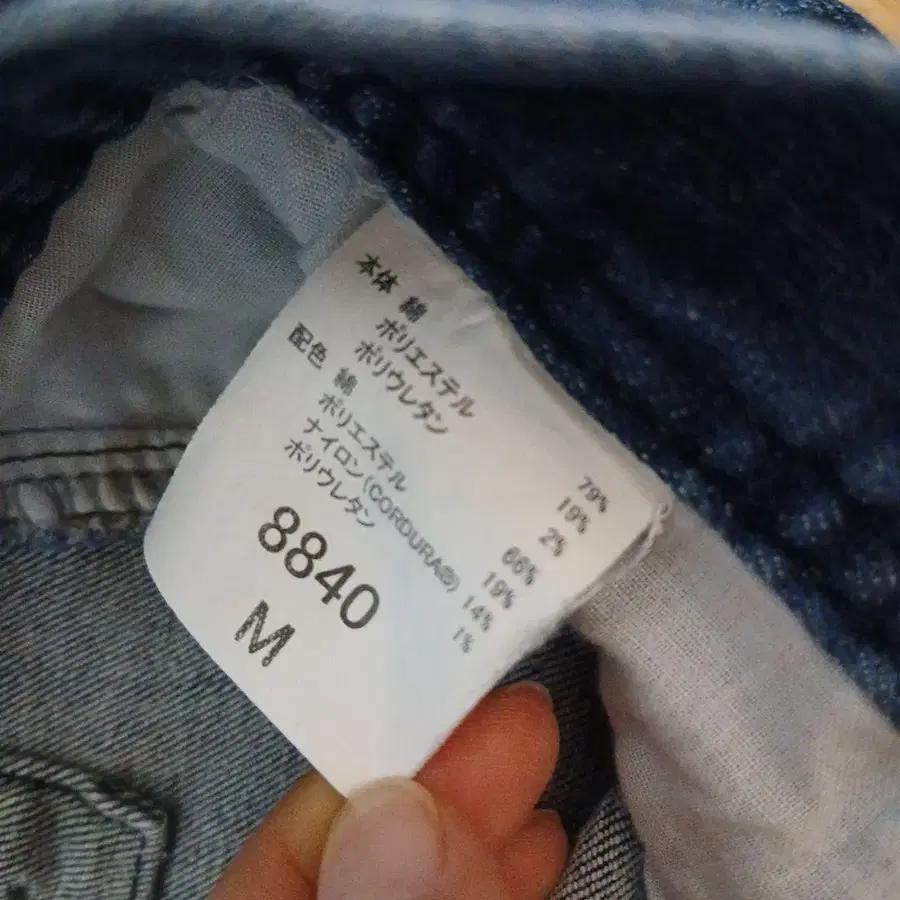 本体 綿 79%
ポリエステル 19%
ポリウレタン 2%
配色 綿 66%
ポリエステル 19%
ナイロン(CORDURA®) 14%
ポリウレタン 1%
8840
M